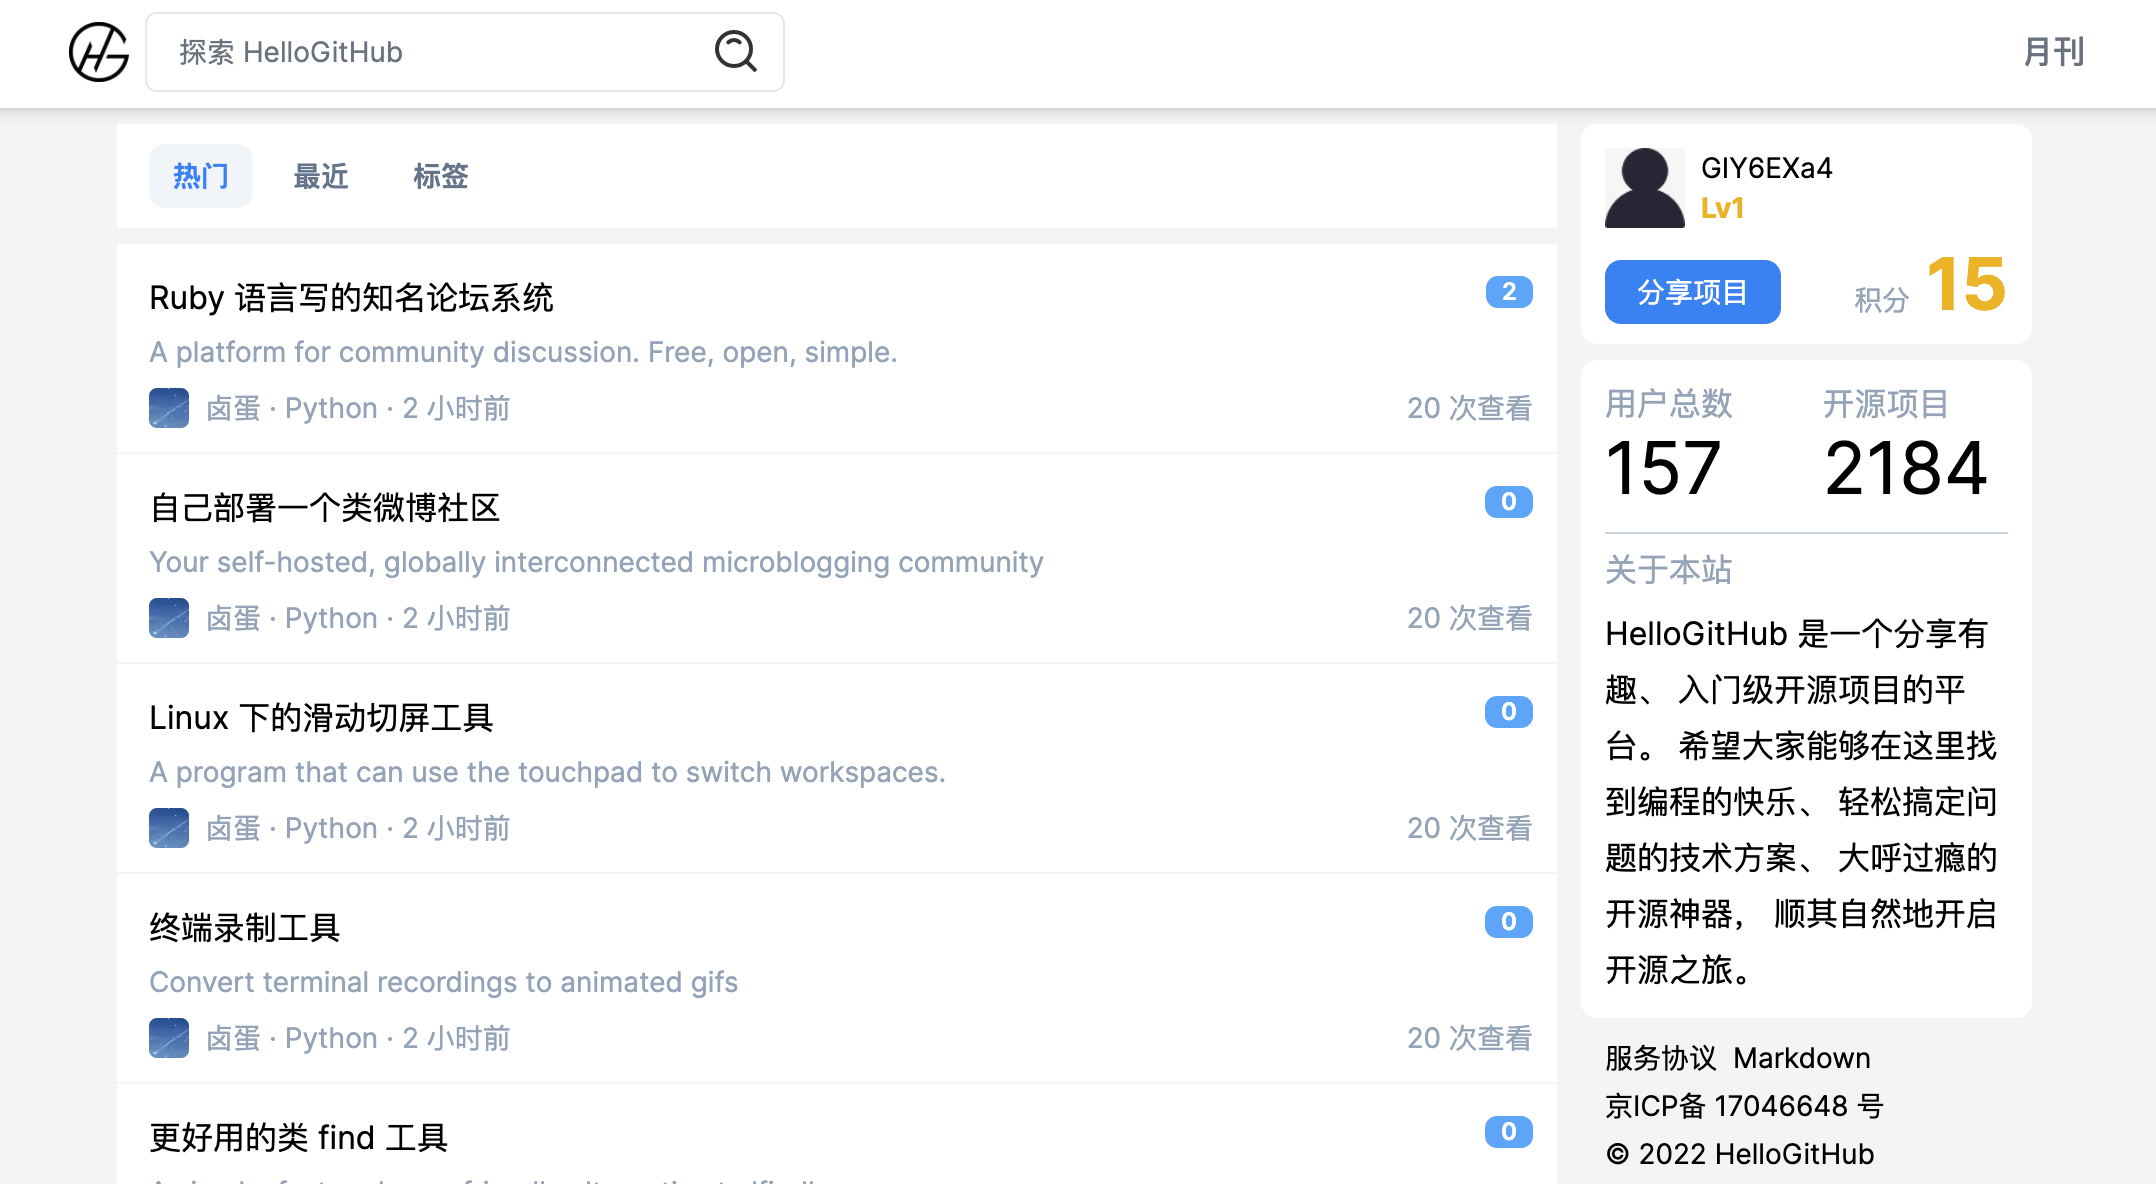 探索 HelloGitHub
月刊
热门 最近 标签
Ruby 语言写的知名论坛系统
2
A platform for community discussion. Free, open, simple.
卤蛋 · Python · 2 小时前
20 次查看
自己部署一个类微博社区
0
Your self-hosted, globally interconnected microblogging community
卤蛋 · Python · 2 小时前
20 次查看
Linux 下的滑动切屏工具
0
A program that can use the touchpad to switch workspaces.
卤蛋 · Python · 2 小时前
20 次查看
终端录制工具
0
Convert terminal recordings to animated gifs
卤蛋 · Python · 2 小时前
20 次查看
更好用的类 find 工具
0
GIY6EXa4
Lv1
分享项目
积分 15
用户总数 开源项目
157 2184
关于本站
HelloGitHub 是一个分享有
趣、 入门级开源项目的平
台。 希望大家能够在这里找
到编程的快乐、 轻松搞定问
题的技术方案、 大呼过瘾的
开源神器， 顺其自然地开启
开源之旅。
服务协议 Markdown
京ICP备 17046648 号
© 2022 HelloGitHub